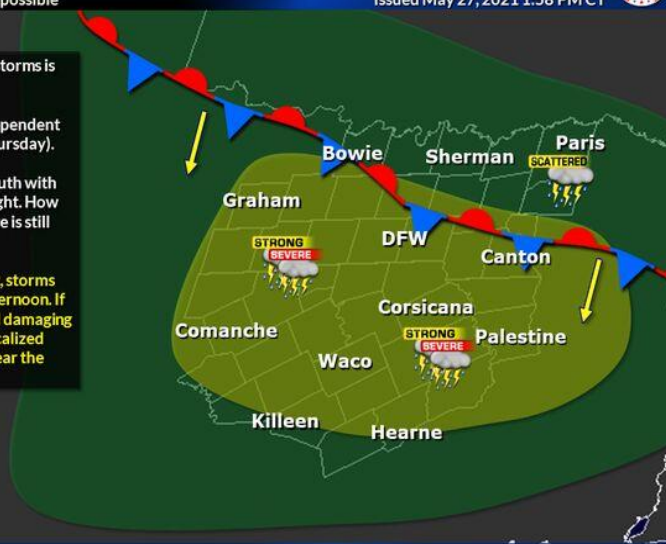 possible
Issued May 27, 2021 1:58 PM CT
torms is
pendent
ursday).
uth with
ght. How
e is still
, storms
ternoon. If
d damaging
calized
ear the
Bowie
Sherman
Paris
SCATTERED
Graham
STRONG
SEVERE
DFW
Canton
Corsicana
Comanche
STRONG
SEVERE
Palestine
Waco
Killeen
Hearne